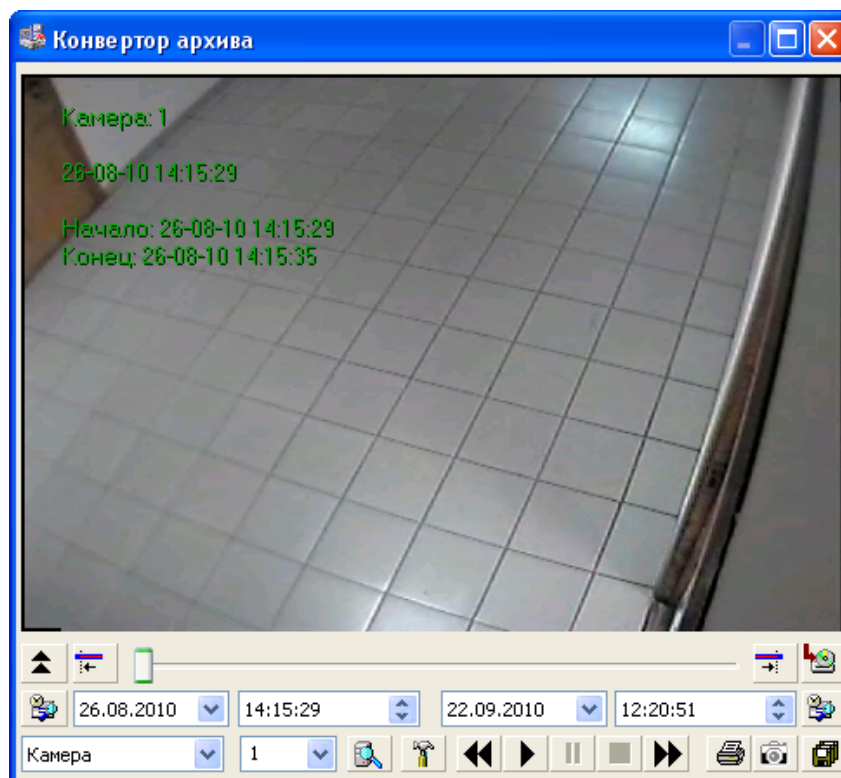 Конвертор архива
Камера: 1
26-08-10 14:15:29
Начало: 26-08-10 14:15:29
Конец: 26-08-10 14:15:35
26.08.2010 14:15:29 22.09.2010 12:20:51
Камера 1